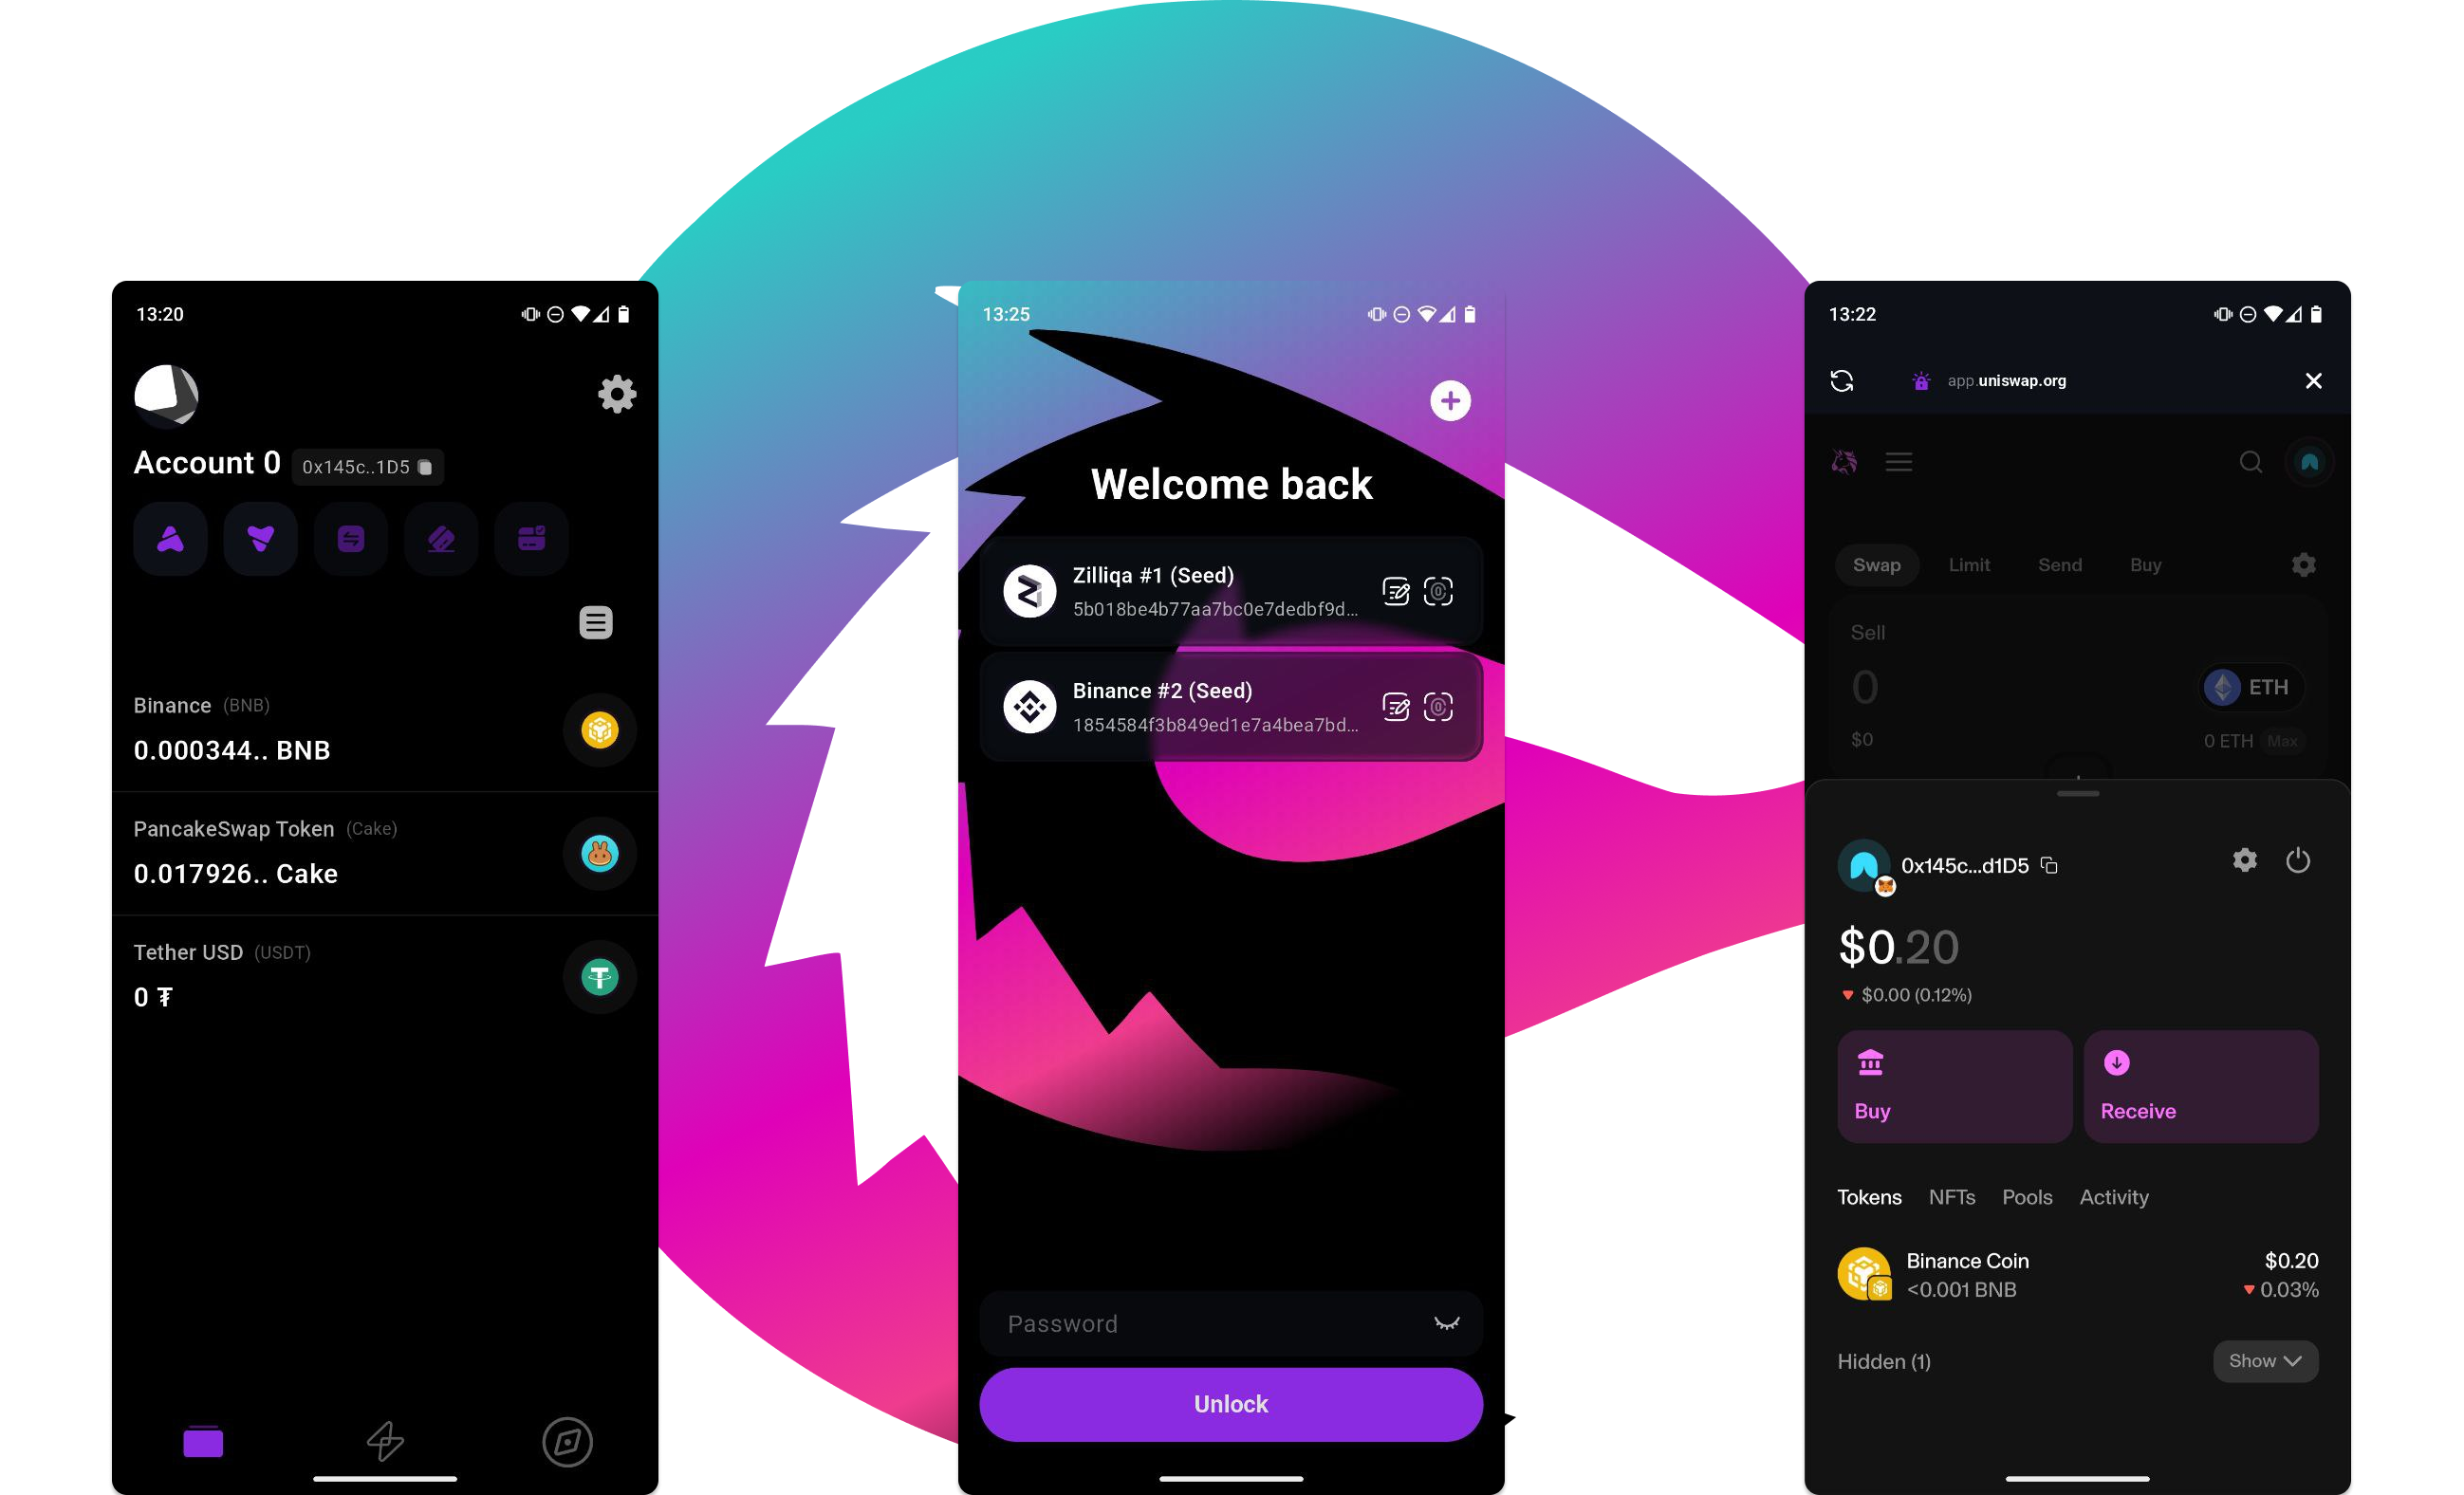 13:20
Account 0 0x145c..1D5
Binance (BNB)
0.000344.. BNB
PancakeSwap Token (Cake)
0.017926.. Cake
Tether USD (USDT)
0 ₮
13:25
Welcome back
Zilliqa #1 (Seed)
5b018be4b77aa7bc0e7dedbf9d...
Binance #2 (Seed)
1854584f3b849ed1e7a4bea7bd...
Password
Unlock
13:22
app.uniswap.org
Swap Limit Send Buy
Sell
0 ETH
$0 0 ETH Max
0x145c...d1D5
$0.20
$0.00 (0.12%)
Buy Receive
Tokens NFTs Pools Activity
Binance Coin $0.20
<0.001 BNB 0.03%
Hidden (1) Show